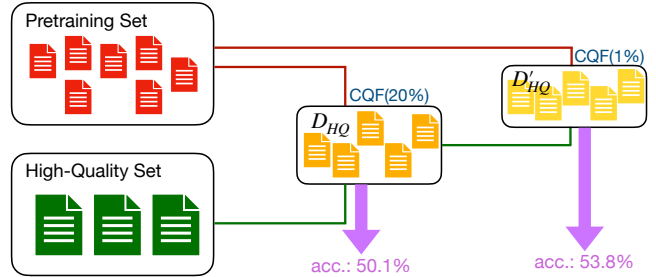 Pretraining Set
CQF(1%)
D'HQ
CQF(20%)
DHQ
High-Quality Set
acc.: 50.1%
acc.: 53.8%